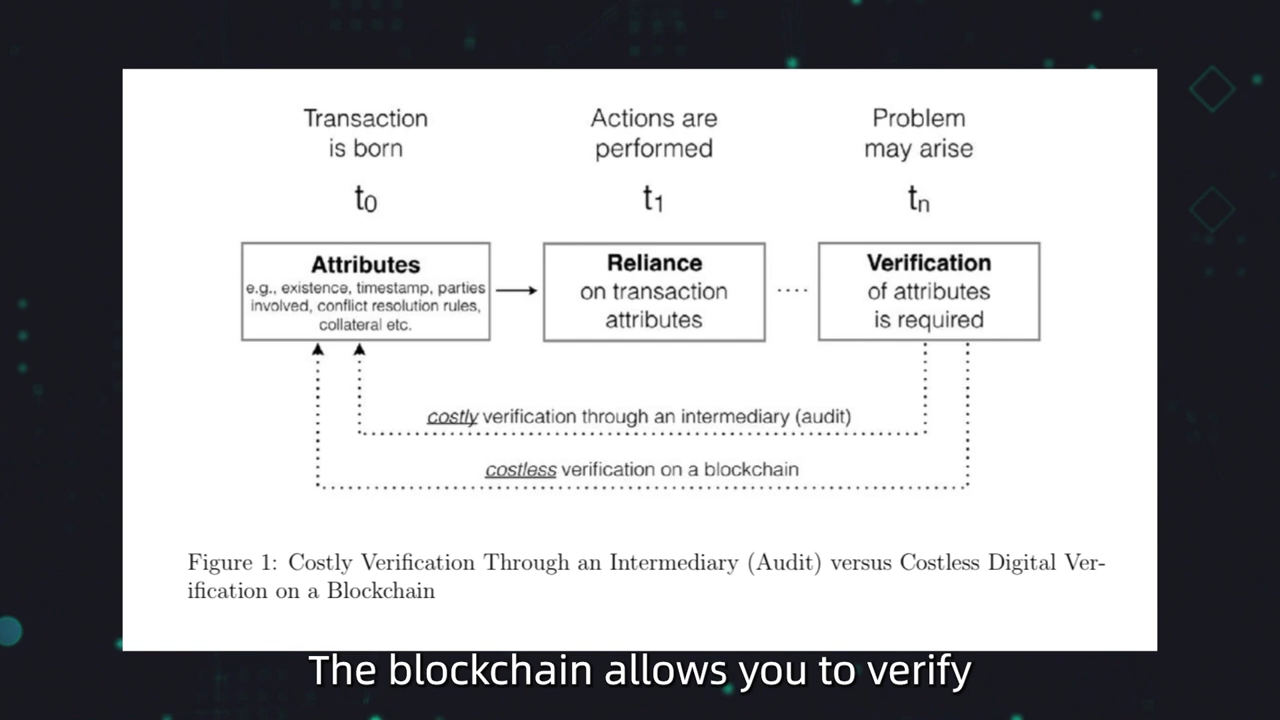 Transaction
is born
t0
Actions are
performed
t1
Problem
may arise
tn
Attributes
e.g., existence, timestamp, parties
involved, conflict resolution rules,
collateral etc.
Reliance
on transaction
attributes
Verification
of attributes
is required
costly verification through an intermediary (audit)
costless verification on a blockchain
Figure 1: Costly Verification Through an Intermediary (Audit) versus Costless Digital Ver-
ification on a Blockchain
The blockchain allows you to verify